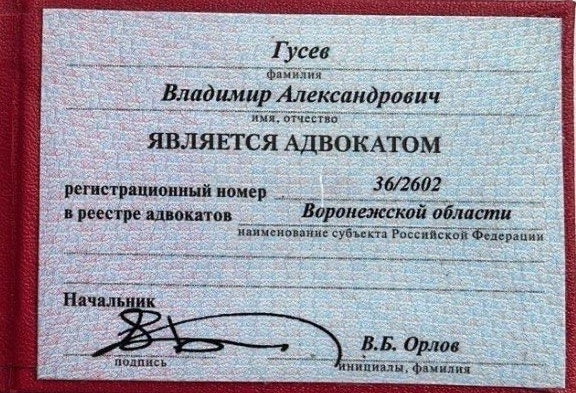 Гусев
фамилия
Владимир Александрович
имя, отчество
ЯВЛЯЕТСЯ АДВОКАТОМ
регистрационный номер 36/2602
в реестре адвокатов Воронежской области
наименование субъекта Российской Федерации
Начальник
В.Б. Орлов
подпись инициалы, фамилия